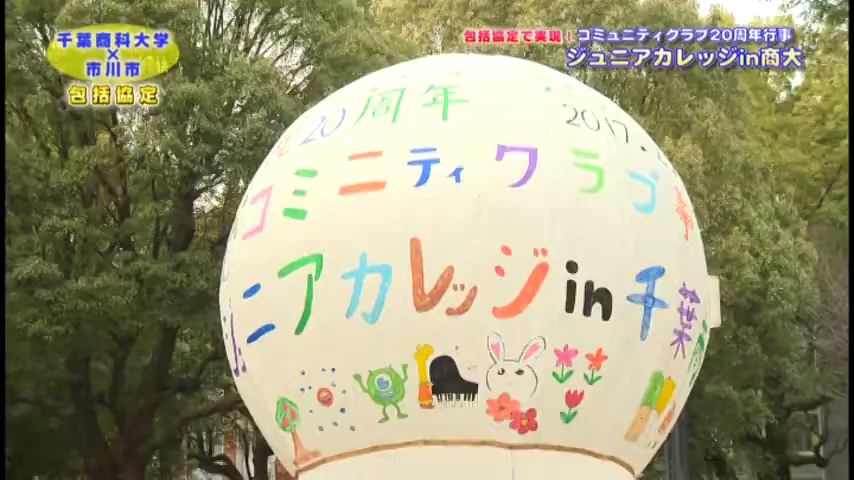 千葉商科大学
×
市川市
包括協定
包括協定で実現！コミュニティクラブ20周年行事
ジュニアカレッジin商大
20周年
2017.
コミニティクラブ
ニアカレッジin千葉